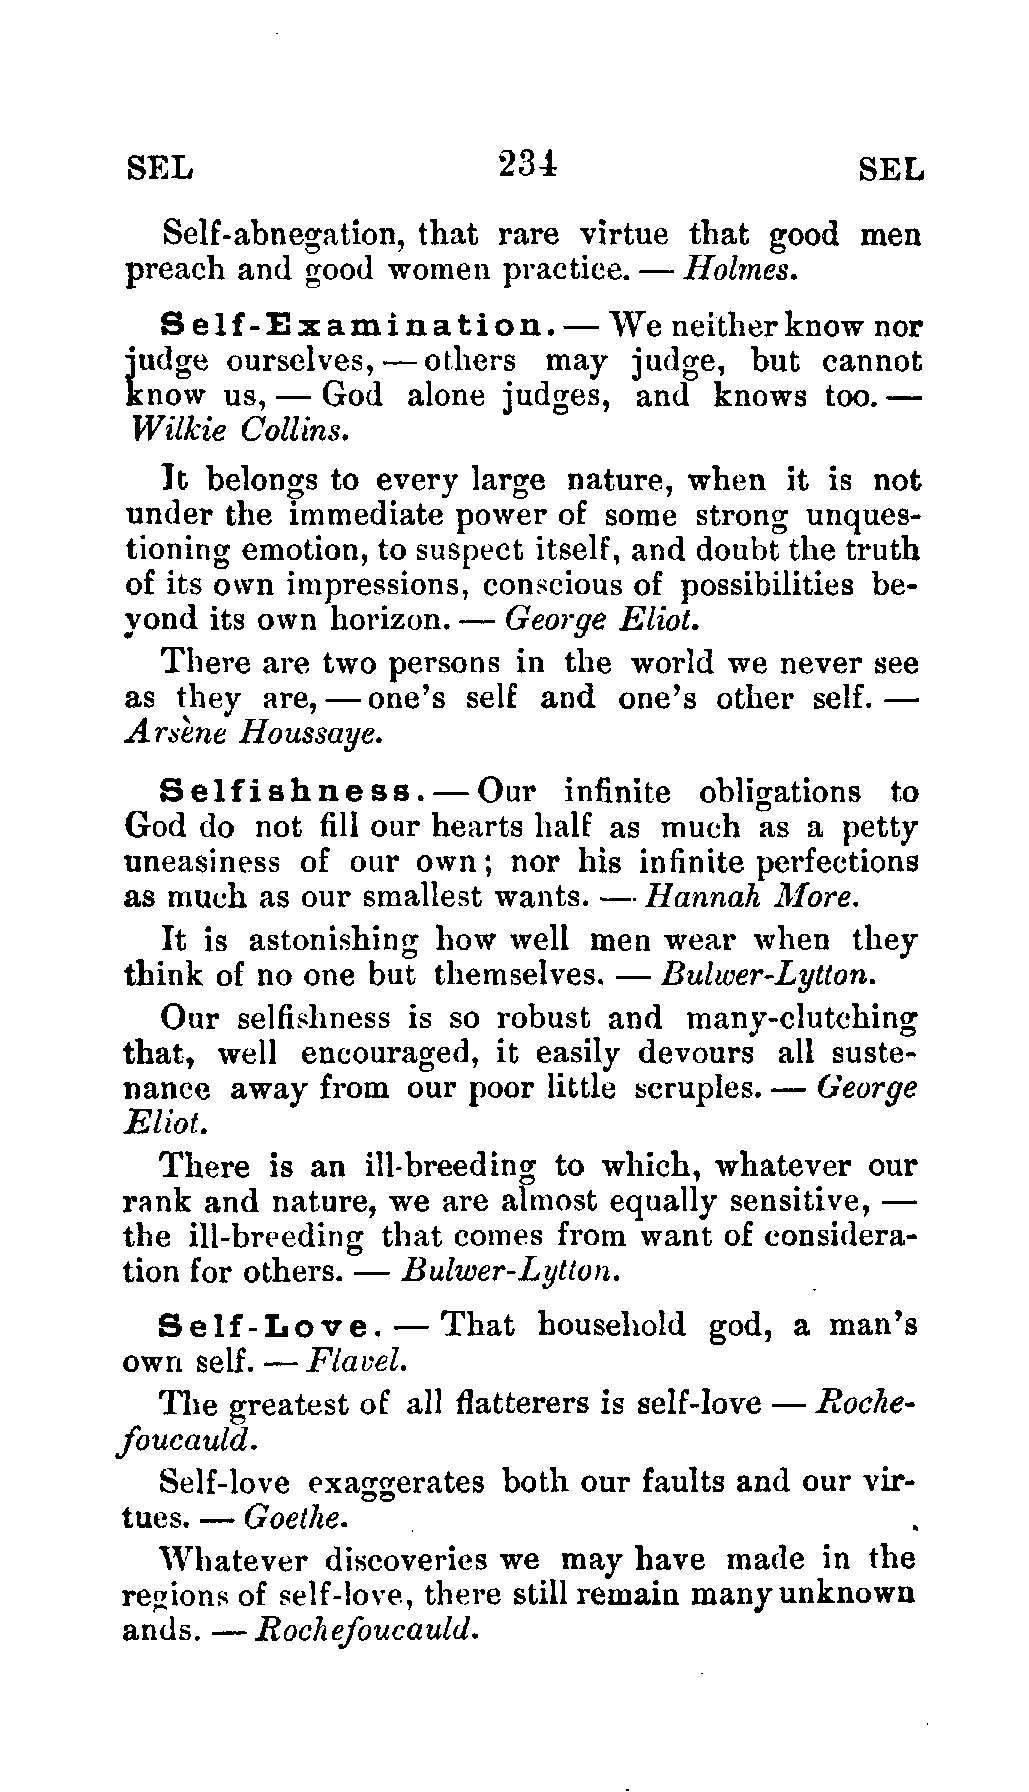 SEL 234 SEL
Self-abnegation, that rare virtue that good men
preach and good women practice. — Holmes.
Self-Examination. — We neither know nor
judge ourselves, — others may judge, but cannot
know us, — God alone judges, and knows too. —
Wilkie Collins.
It belongs to every large nature, when it is not
under the immediate power of some strong unques-
tioning emotion, to suspect itself, and doubt the truth
of its own impressions, conscious of possibilities be-
yond its own horizon. — George Eliot.
There are two persons in the world we never see
as they are, — one's self and one's other self. —
Arsène Houssaye.
Selfishness. — Our infinite obligations to
God do not fill our hearts half as much as a petty
uneasiness of our own; nor his infinite perfections
as much as our smallest wants. — Hannah More.
It is astonishing how well men wear when they
think of no one but themselves. — Bulwer-Lytton.
Our selfishness is so robust and many-clutching
that, well encouraged, it easily devours all suste-
nance away from our poor little scruples. — George
Eliot.
There is an ill-breeding to which, whatever our
rank and nature, we are almost equally sensitive, —
the ill-breeding that comes from want of considera-
tion for others. — Bulwer-Lytton.
Self-Love. — That household god, a man's
own self. — Flavel.
The greatest of all flatterers is self-love — Roche-
foucauld.
Self-love exaggerates both our faults and our vir-
tues. — Goethe.
Whatever discoveries we may have made in the
regions of self-love, there still remain many unknown
ands. — Rochefoucauld.